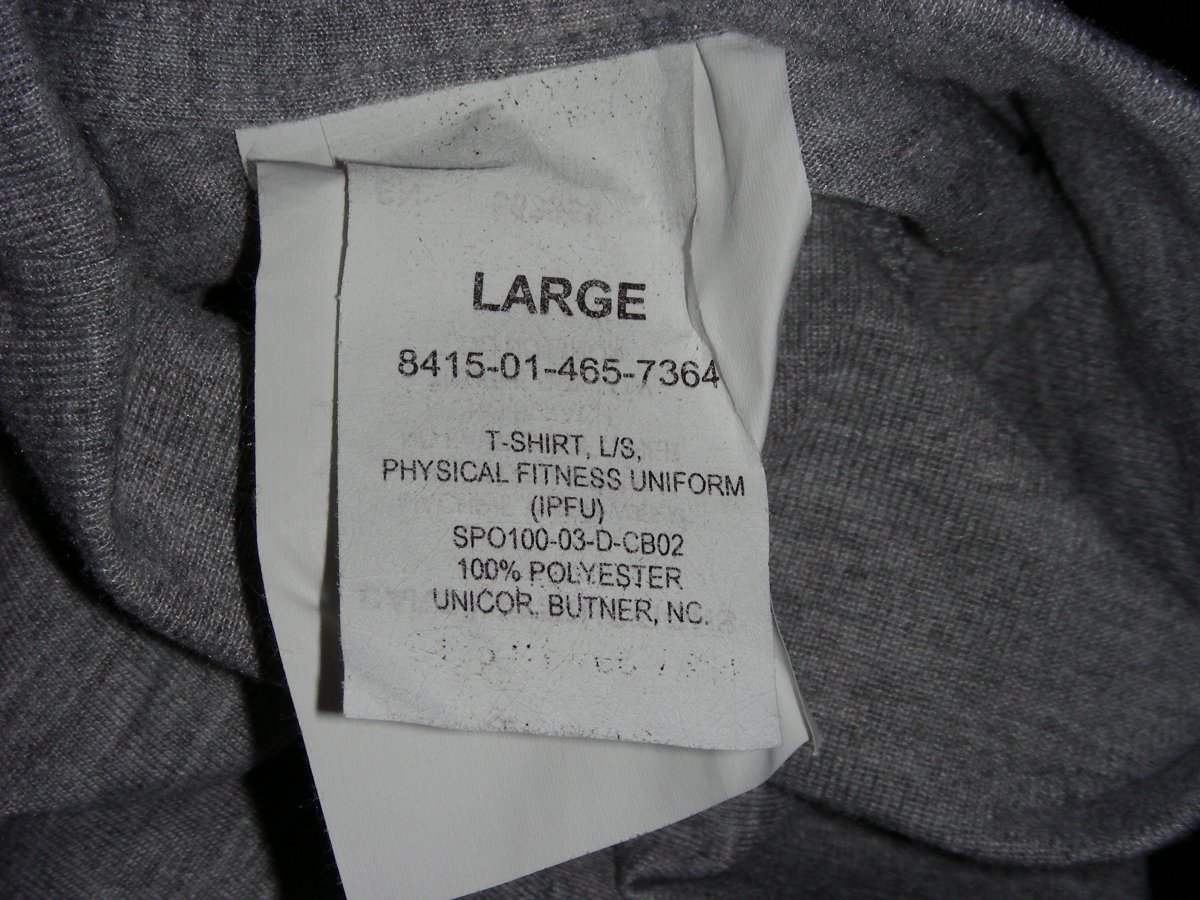 LARGE
8415-01-465-7364
T-SHIRT, L/S,
PHYSICAL FITNESS UNIFORM
(IPFU)
SPO100-03-D-CB02
100% POLYESTER
UNICOR. BUTNER, NC.